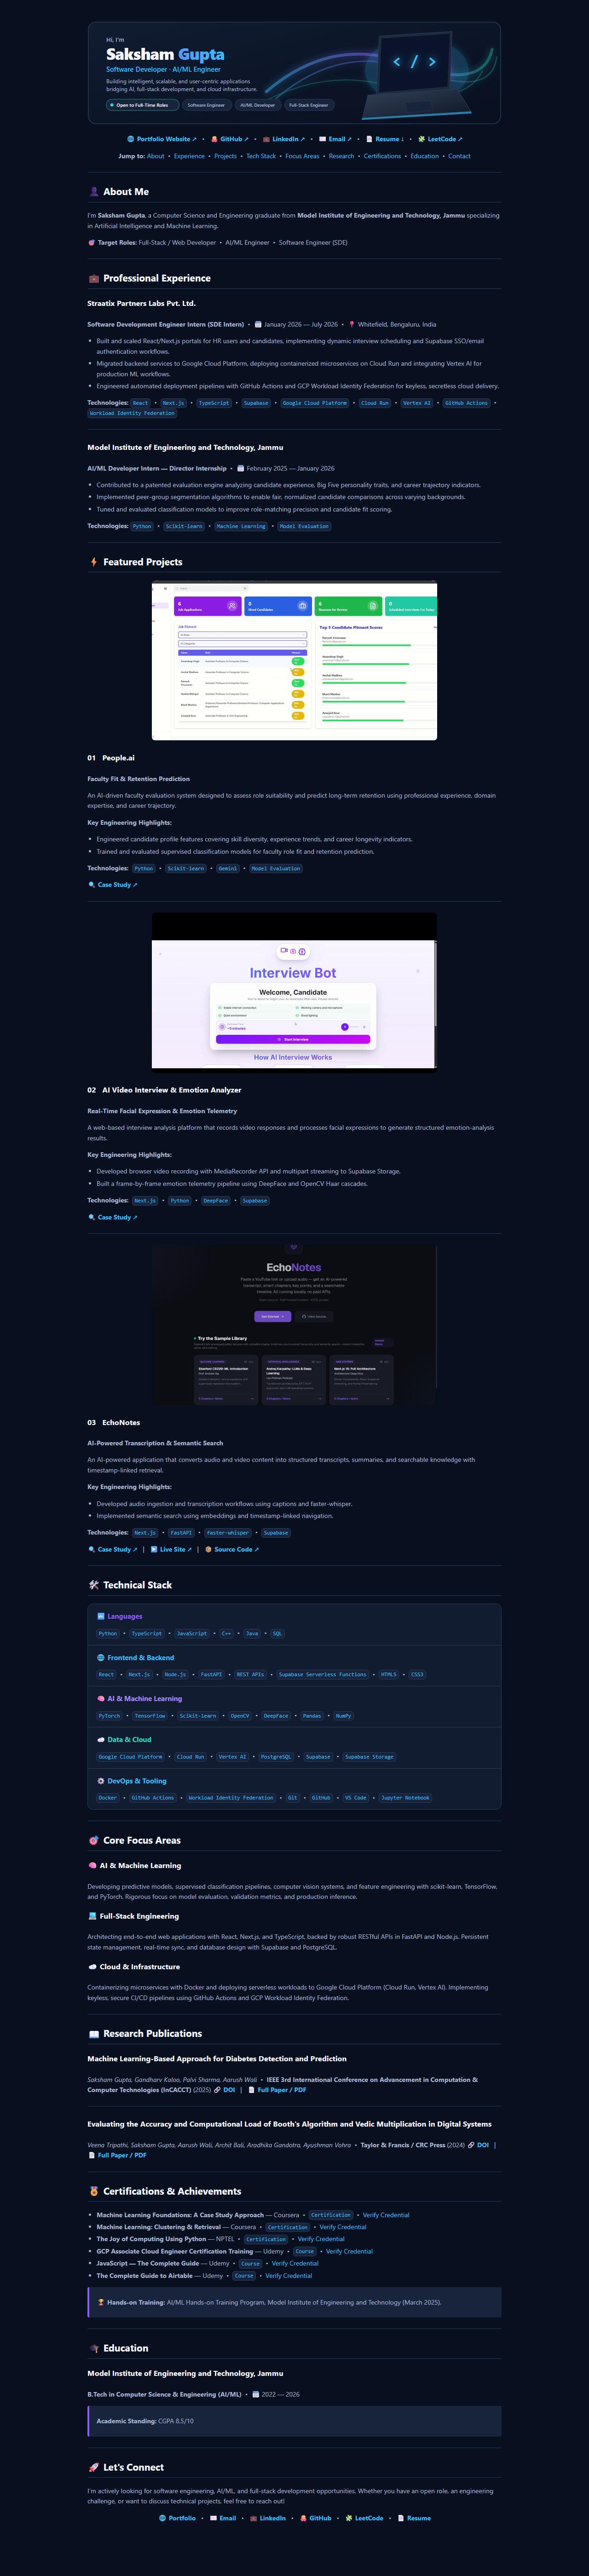 Hi, I'm
Saksham Gupta
Software Developer · AI/ML Engineer
Building intelligent, scalable, and user-centric applications
bridging AI, full-stack development, and cloud infrastructure.
Open to Full-Time Roles
Software Engineer
AI/ML Developer
Full-Stack Engineer
< / >
Portfolio Website ↗ • GitHub ↗ • LinkedIn ↗ • Email ↗ • Resume ↓ • LeetCode ↗
Jump to: About • Experience • Projects • Tech Stack • Focus Areas • Research • Certifications • Education • Contact
About Me
I'm Saksham Gupta, a Computer Science and Engineering graduate from Model Institute of Engineering and Technology, Jammu specializing
in Artificial Intelligence and Machine Learning.
Target Roles: Full-Stack / Web Developer • AI/ML Engineer • Software Engineer (SDE)
Professional Experience
Straatix Partners Labs Pvt. Ltd.
Software Development Engineer Intern (SDE Intern) • January 2026 — July 2026 • Whitefield, Bengaluru, India
• Built and scaled React/Next.js portals for HR users and candidates, implementing dynamic interview scheduling and Supabase SSO/email
authentication workflows.
• Migrated backend services to Google Cloud Platform, deploying containerized microservices on Cloud Run and integrating Vertex AI for
production ML workflows.
• Engineered automated deployment pipelines with GitHub Actions and GCP Workload Identity Federation for keyless, secretless cloud delivery.
Technologies: React • Next.js • TypeScript • Supabase • Google Cloud Platform • Cloud Run • Vertex AI • GitHub Actions •
Workload Identity Federation
Model Institute of Engineering and Technology, Jammu
AI/ML Developer Intern — Director Internship • February 2025 — January 2026
• Contributed to a patented evaluation engine analyzing candidate experience, Big Five personality traits, and career trajectory indicators.
• Implemented peer-group segmentation algorithms to enable fair, normalized candidate comparisons across varying backgrounds.
• Tuned and evaluated classification models to improve role-matching precision and candidate fit scoring.
Technologies: Python • Scikit-learn • Machine Learning • Model Evaluation
Featured Projects
Job Applications
Top 5 Candidate Fitment Scores
01 People.ai
Faculty Fit & Retention Prediction
An AI-driven faculty evaluation system designed to assess role suitability and predict long-term retention using professional experience, domain
expertise, and career trajectory.
Key Engineering Highlights:
• Engineered candidate profile features covering skill diversity, experience trends, and career longevity indicators.
• Trained and evaluated supervised classification models for faculty role fit and retention prediction.
Technologies: Python • Scikit-learn • Gemini • Model Evaluation
Case Study ↗
Interview Bot
Welcome, Candidate
Start Interview
How AI Interview Works
02 AI Video Interview & Emotion Analyzer
Real-Time Facial Expression & Emotion Telemetry
A web-based interview analysis platform that records video responses and processes facial expressions to generate structured emotion-analysis
results.
Key Engineering Highlights:
• Developed browser video recording with MediaRecorder API and multipart streaming to Supabase Storage.
• Built a frame-by-frame emotion telemetry pipeline using DeepFace and OpenCV Haar cascades.
Technologies: Next.js • Python • DeepFace • Supabase
Case Study ↗
EchoNotes
Try the Sample Library
03 EchoNotes
AI-Powered Transcription & Semantic Search
An AI-powered application that converts audio and video content into structured transcripts, summaries, and searchable knowledge with
timestamp-linked retrieval.
Key Engineering Highlights:
• Developed audio ingestion and transcription workflows using captions and faster-whisper.
• Implemented semantic search using embeddings and timestamp-linked navigation.
Technologies: Next.js • FastAPI • faster-whisper • Supabase
Case Study ↗ | Live Site ↗ | Source Code ↗
Technical Stack
Languages
Python • TypeScript • JavaScript • C++ • Java • SQL
Frontend & Backend
React • Next.js • Node.js • FastAPI • REST APIs • Supabase Serverless Functions • HTML5 • CSS3
AI & Machine Learning
PyTorch • TensorFlow • Scikit-learn • OpenCV • DeepFace • Pandas • NumPy
Data & Cloud
Google Cloud Platform • Cloud Run • Vertex AI • PostgreSQL • Supabase • Supabase Storage
DevOps & Tooling
Docker • GitHub Actions • Workload Identity Federation • Git • GitHub • VS Code • Jupyter Notebook
Core Focus Areas
AI & Machine Learning
Developing predictive models, supervised classification pipelines, computer vision systems, and feature engineering with scikit-learn, TensorFlow,
and PyTorch. Rigorous focus on model evaluation, validation metrics, and production inference.
Full-Stack Engineering
Architecting end-to-end web applications with React, Next.js, and TypeScript, backed by robust RESTful APIs in FastAPI and Node.js. Persistent
state management, real-time sync, and database design with Supabase and PostgreSQL.
Cloud & Infrastructure
Containerizing microservices with Docker and deploying serverless workloads to Google Cloud Platform (Cloud Run, Vertex AI). Implementing
keyless, secure CI/CD pipelines using GitHub Actions and GCP Workload Identity Federation.
Research Publications
Machine Learning-Based Approach for Diabetes Detection and Prediction
Saksham Gupta, Gandharv Kaloo, Palvi Sharma, Aarush Wali • IEEE 3rd International Conference on Advancement in Computation &
Computer Technologies (InCACCT) (2025) DOI | Full Paper / PDF
Evaluating the Accuracy and Computational Load of Booth's Algorithm and Vedic Multiplication in Digital Systems
Veena Tripathi, Saksham Gupta, Aarush Wali, Archit Bali, Aradhika Gandotra, Ayushman Vohra • Taylor & Francis / CRC Press (2024) DOI |
Full Paper / PDF
Certifications & Achievements
• Machine Learning Foundations: A Case Study Approach — Coursera • Certification • Verify Credential
• Machine Learning: Clustering & Retrieval — Coursera • Certification • Verify Credential
• The Joy of Computing Using Python — NPTEL • Certification • Verify Credential
• GCP Associate Cloud Engineer Certification Training — Udemy • Course • Verify Credential
• JavaScript — The Complete Guide — Udemy • Course • Verify Credential
• The Complete Guide to Airtable — Udemy • Course • Verify Credential
Hands-on Training: AI/ML Hands-on Training Program, Model Institute of Engineering and Technology (March 2025).
Education
Model Institute of Engineering and Technology, Jammu
B.Tech in Computer Science & Engineering (AI/ML) • 2022 — 2026
Academic Standing: CGPA 8.5/10
Let's Connect
I'm actively looking for software engineering, AI/ML, and full-stack development opportunities. Whether you have an open role, an engineering
challenge, or want to discuss technical projects, feel free to reach out!
Portfolio • Email • LinkedIn • GitHub • LeetCode • Resume